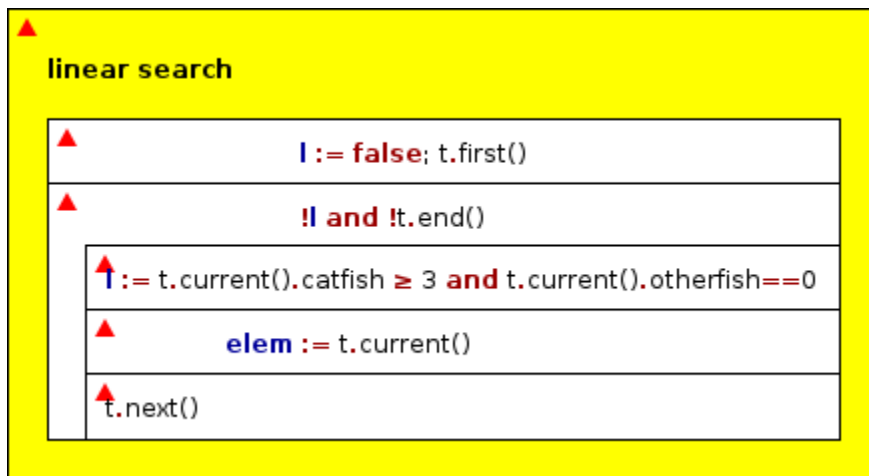 linear search
l := false; t.first()
!l and !t.end()
l := t.current().catfish ≥ 3 and t.current().otherfish==0
elem := t.current()
t.next()